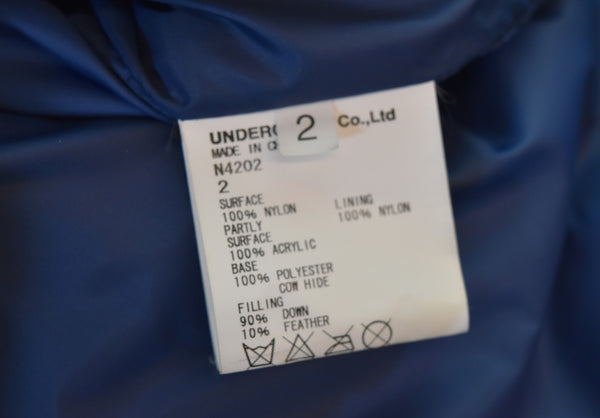 UNDERC Co.,Ltd
2
MADE IN C
N4202
2
SURFACE LINING
100% NYLON 100% NYLON
PARTLY
SURFACE
100% ACRYLIC
BASE
100% POLYESTER
COW HIDE
FILLING
90% DOWN
10% FEATHER